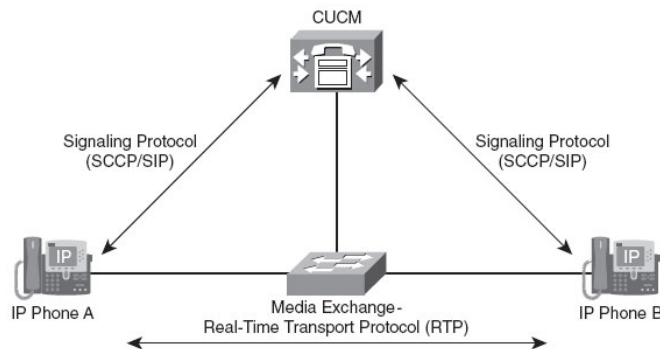 CUCM
Signaling Protocol
(SCCP/SIP)
Signaling Protocol
(SCCP/SIP)
IP
IP
IP Phone A
Media Exchange-
Real-Time Transport Protocol (RTP)
IP Phone B